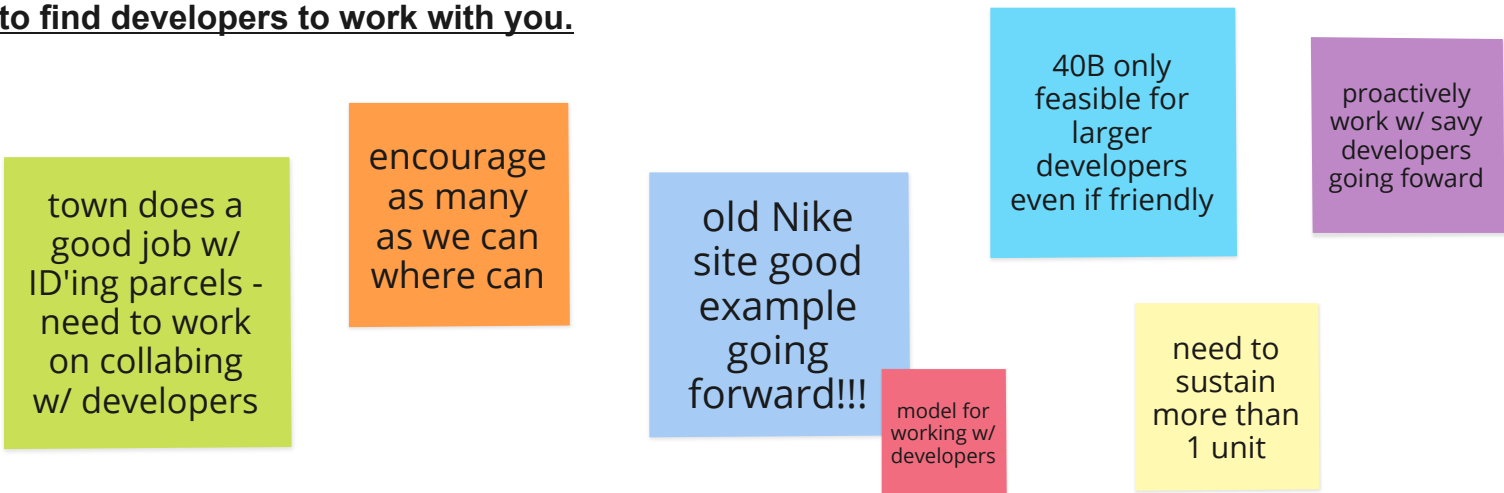 to find developers to work with you.
town does a
good job w/
ID'ing parcels -
need to work
on collabing
w/ developers
encourage
as many
as we can
where can
old Nike
site good
example
going
forward!!!
model for
working w/
developers
40B only
feasible for
larger
developers
even if friendly
need to
sustain
more than
1 unit
proactively
work w/ savy
developers
going foward